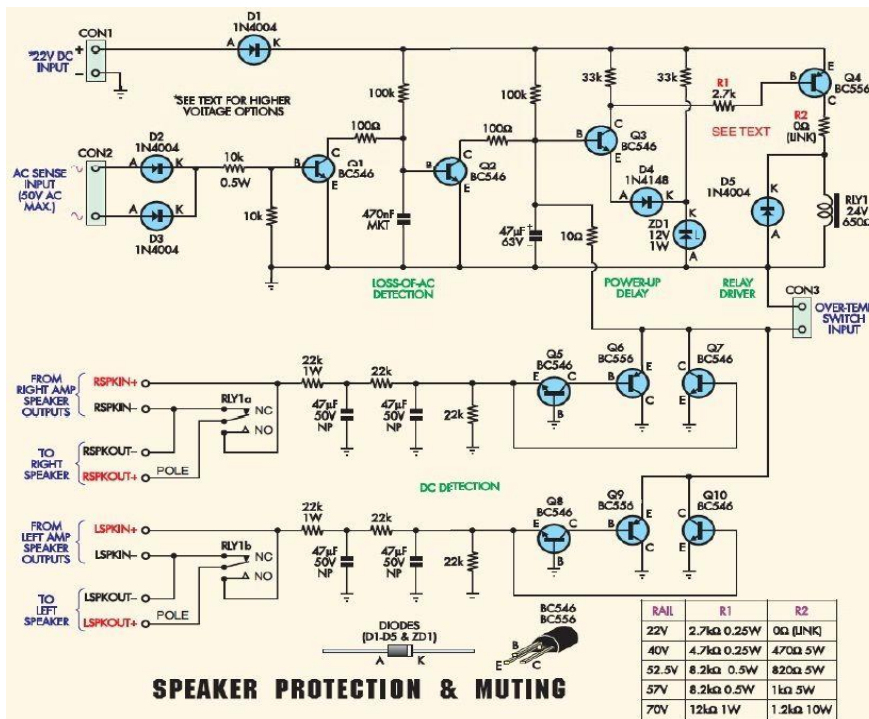 CON1
+
*22V DC
INPUT
–
D1
1N4004
A K
*SEE TEXT FOR HIGHER
VOLTAGE OPTIONS
CON2
~
AC SENSE
INPUT
(50V AC
MAX.)
~
D2
1N4004
A K
D3
1N4004
A K
10k
0.5W
10k
100Ω
Q1
BC546
B C E
100k
470nF
MKT
100Ω
Q2
BC546
B C E
100k
47µF
63V
+
10Ω
Q3
BC546
B C E
33k
33k
D4
1N4148
A K
ZD1
12V
1W
K
A
R1
2.7k
SEE TEXT
Q4
BC556
B E C
R2
0Ω
(LINK)
D5
1N4004
K
A
RLY1
24V
650Ω
LOSS-OF-AC
DETECTION
POWER-UP
DELAY
RELAY
DRIVER
CON3
OVER-TEMP
SWITCH
INPUT
FROM
RIGHT AMP
SPEAKER
OUTPUTS
RSPKIN+
RSPKIN–
TO
RIGHT
SPEAKER
RSPKOUT–
RSPKOUT+
POLE
RLY1a
NC
NO
22k
1W
47µF
50V
NP
22k
47µF
50V
NP
22k
Q5
BC546
E C
B
Q6
BC556
B E C
Q7
BC546
C
B
E
DC DETECTION
FROM
LEFT AMP
SPEAKER
OUTPUTS
LSPKIN+
LSPKIN–
TO
LEFT
SPEAKER
LSPKOUT–
LSPKOUT+
POLE
RLY1b
NC
NO
22k
1W
47µF
50V
NP
22k
47µF
50V
NP
22k
Q8
BC546
E C
B
Q9
BC556
B E C
Q10
BC546
C
B
E
DIODES
(D1-D5 & ZD1)
A K
BC546
BC556
B
E C
SPEAKER PROTECTION & MUTING
RAIL R1 R2
22V 2.7kΩ 0.25W 0Ω (LINK)
40V 4.7kΩ 0.25W 470Ω 5W
52.5V 8.2kΩ 0.5W 820Ω 5W
57V 8.2kΩ 0.5W 1kΩ 5W
70V 12kΩ 1W 1.2kΩ 10W